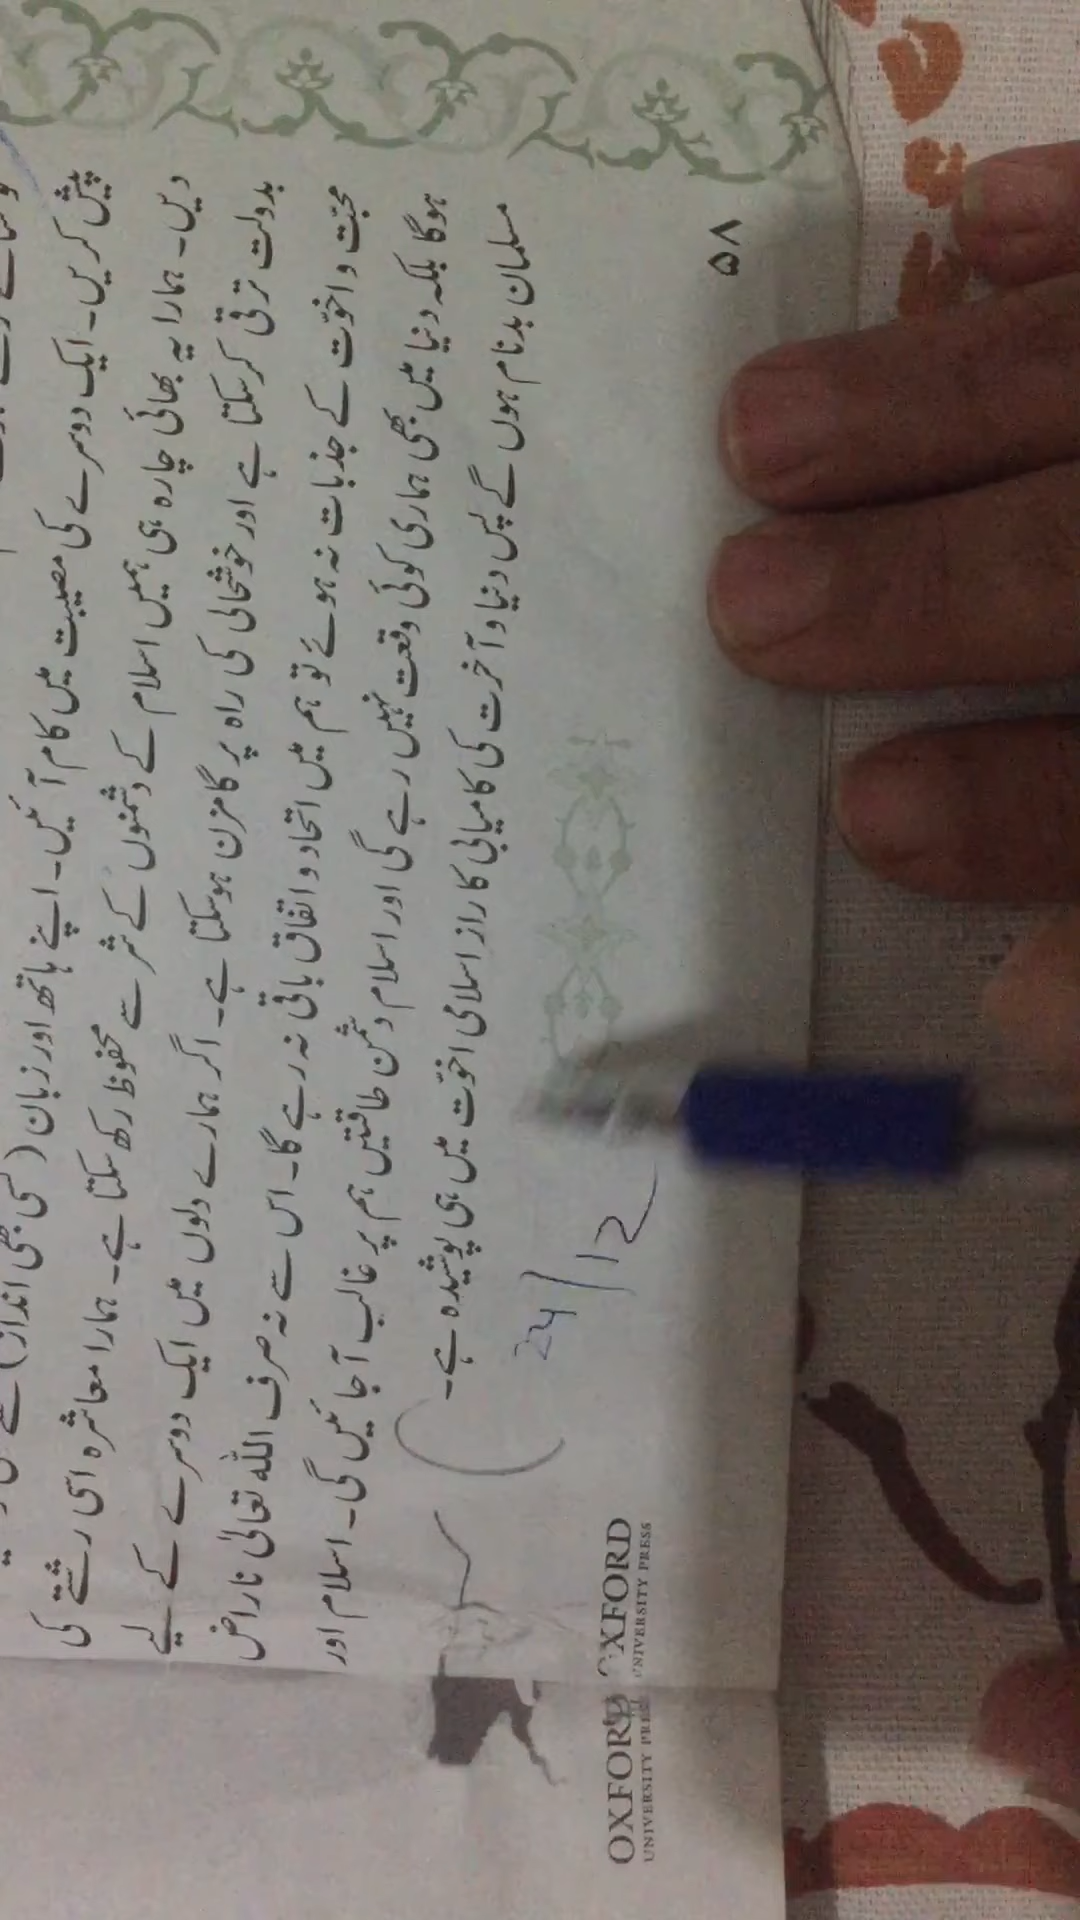 پیش کریں۔ ایک دوسرے کی مصیبت میں کام آئیں۔ اپنے ہاتھ اور زبان (کسی بھی انداز) سے
دیں۔ ہمارا یہ بھائی چارہ ہی ہمیں اسلام کے دشمنوں کے شر سے محفوظ رکھ سکتا ہے۔ ہمارا معاشرہ اسی رشتے کی
بدولت ترقی کرسکتا ہے اور خوشحالی کی راہ پر گامزن ہوسکتا ہے۔ اگر ہمارے دلوں میں ایک دوسرے کے لیے
محبت و اخوّت کے جذبات نہ ہوئے تو ہم میں اتحاد و اتفاق باقی نہ رہے گا۔ اس سے نہ صرف اللہ تعالیٰ ناراض
ہوگا بلکہ دنیا میں بھی ہماری کوئی وقعت نہیں رہے گی اور اسلام دشمن طاقتیں ہم پر غالب آجائیں گی۔ اسلام اور
مسلمان بدنام ہوں گے پس دنیا و آخرت کی کامیابی کا راز اسلامی اخوّت میں ہی پوشیدہ ہے۔
24/12
۵۸
OXFORD
UNIVERSITY PRESS
OXFORD
UNIVERSITY PRESS